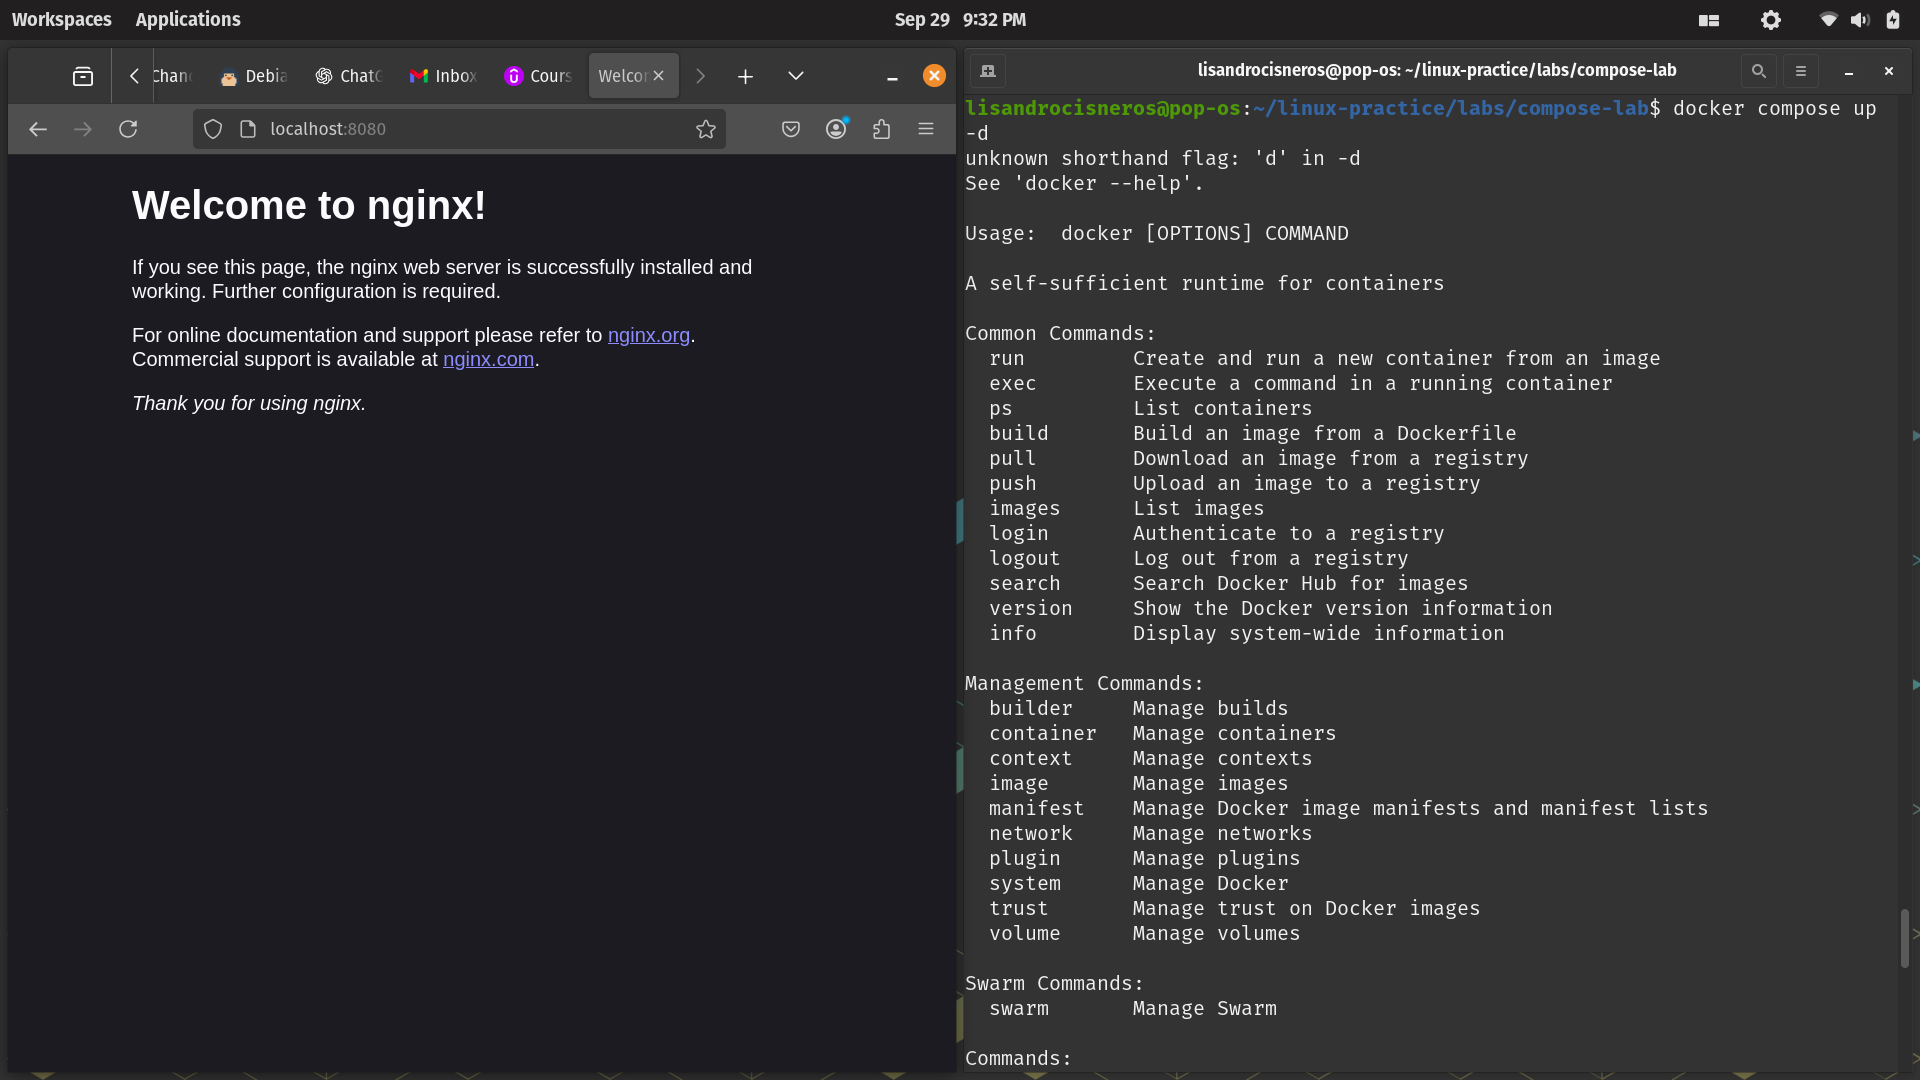 Workspaces Applications Sep 29 9:32 PM
Chan Debia ChatG Inbox Cours Welco
localhost:8080
Welcome to nginx!
If you see this page, the nginx web server is successfully installed and
working. Further configuration is required.
For online documentation and support please refer to nginx.org.
Commercial support is available at nginx.com.
Thank you for using nginx.
lisandrocisneros@pop-os: ~/linux-practice/labs/compose-lab
lisandrocisneros@pop-os:~/linux-practice/labs/compose-lab$ docker compose up
-d
unknown shorthand flag: 'd' in -d
See 'docker --help'.
Usage:  docker [OPTIONS] COMMAND
A self-sufficient runtime for containers
Common Commands:
  run         Create and run a new container from an image
  exec        Execute a command in a running container
  ps          List containers
  build       Build an image from a Dockerfile
  pull        Download an image from a registry
  push        Upload an image to a registry
  images      List images
  login       Authenticate to a registry
  logout      Log out from a registry
  search      Search Docker Hub for images
  version     Show the Docker version information
  info        Display system-wide information
Management Commands:
  builder     Manage builds
  container   Manage containers
  context     Manage contexts
  image       Manage images
  manifest    Manage Docker image manifests and manifest lists
  network     Manage networks
  plugin      Manage plugins
  system      Manage Docker
  trust       Manage trust on Docker images
  volume      Manage volumes
Swarm Commands:
  swarm       Manage Swarm
Commands: